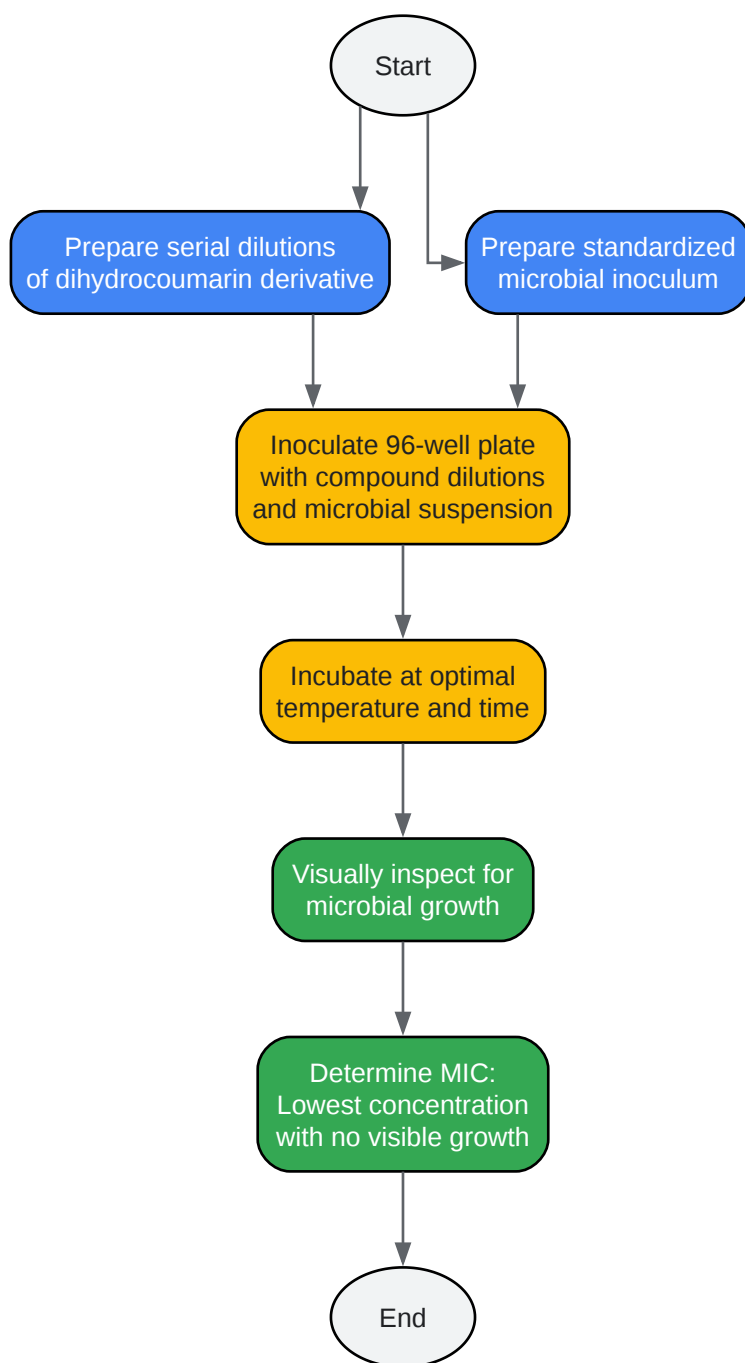 Start
Prepare serial dilutions
of dihydrocoumarin derivative
Prepare standardized
microbial inoculum
Inoculate 96-well plate
with compound dilutions
and microbial suspension
Incubate at optimal
temperature and time
Visually inspect for
microbial growth
Determine MIC:
Lowest concentration
with no visible growth
End